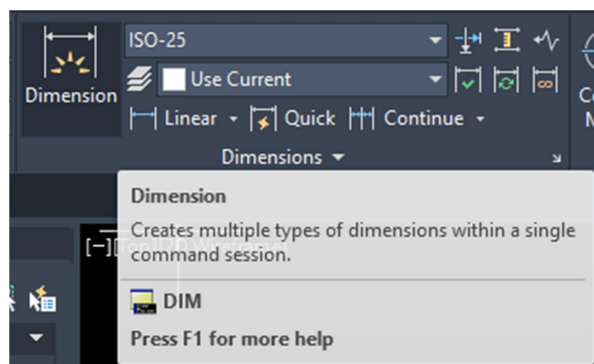 ISO-25
Use Current
Dimension
Linear Quick Continue
Dimensions
Dimension
Creates multiple types of dimensions within a single
command session.
DIM
Press F1 for more help